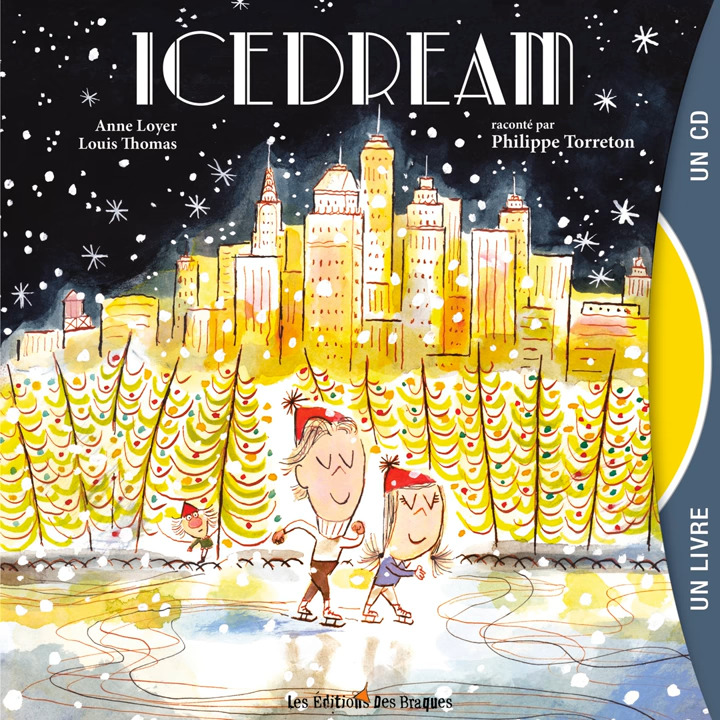 ICEDREAM
Anne Loyer
Louis Thomas
raconté par
Philippe Torreton
UN CD
UN LIVRE
Les Éditions Des Braques